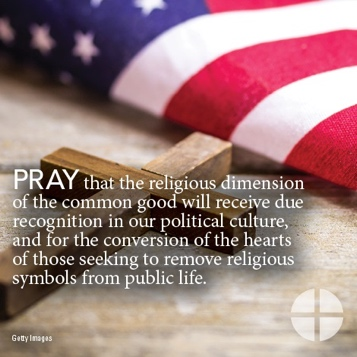 PRAY that the religious dimension
of the common good will receive due
recognition in our political culture,
and for the conversion of the hearts
of those seeking to remove religious
symbols from public life.
Getty Images